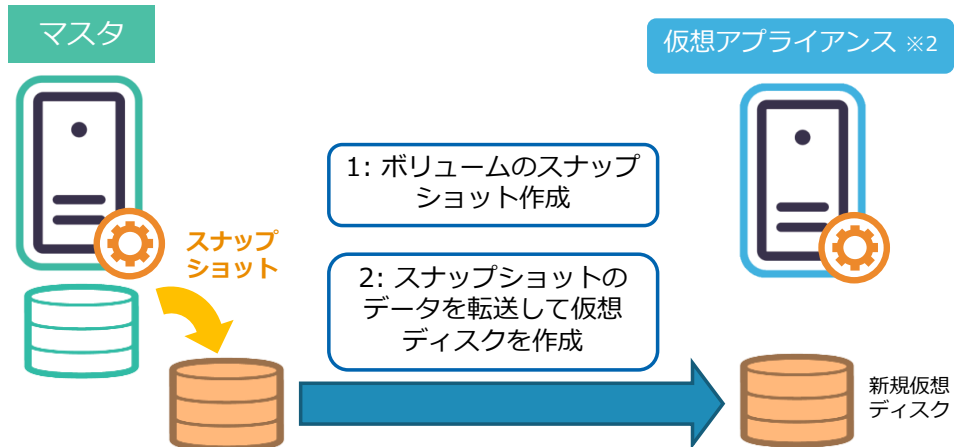 マスタ
仮想アプライアンス ※2
1: ボリュームのスナップ
ショット作成
スナップ
ショット
2: スナップショットの
データを転送して仮想
ディスクを作成
新規仮想
ディスク